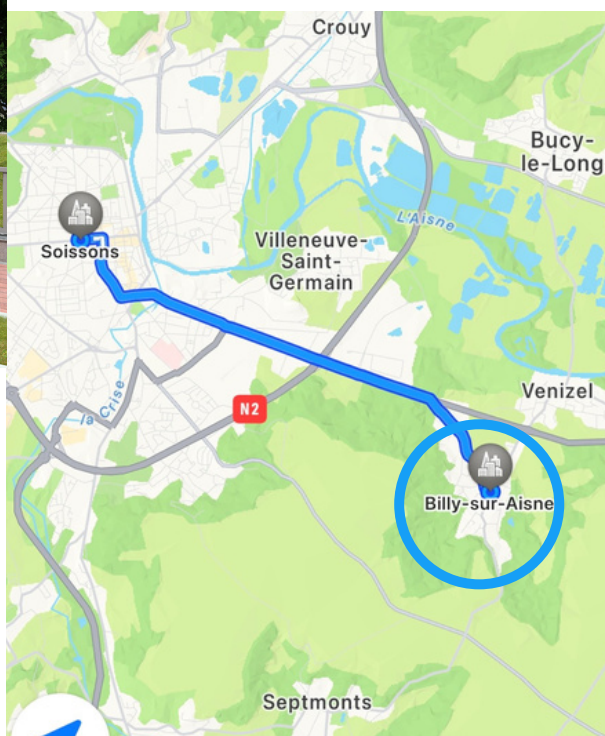 Crouy
Bucy-
le-Long
L'Aisne
Soissons
Villeneuve-
Saint-
Germain
la Crise
Venizel
N2
Billy-sur-Aisne
Septmonts